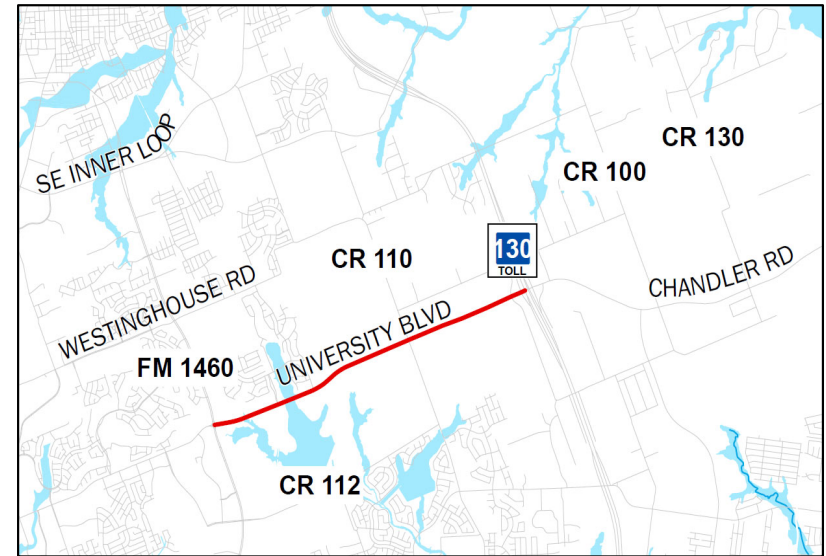 SE INNER LOOP
CR 130
CR 100
130
TOLL
CR 110
CHANDLER RD
WESTINGHOUSE RD
UNIVERSITY BLVD
FM 1460
CR 112